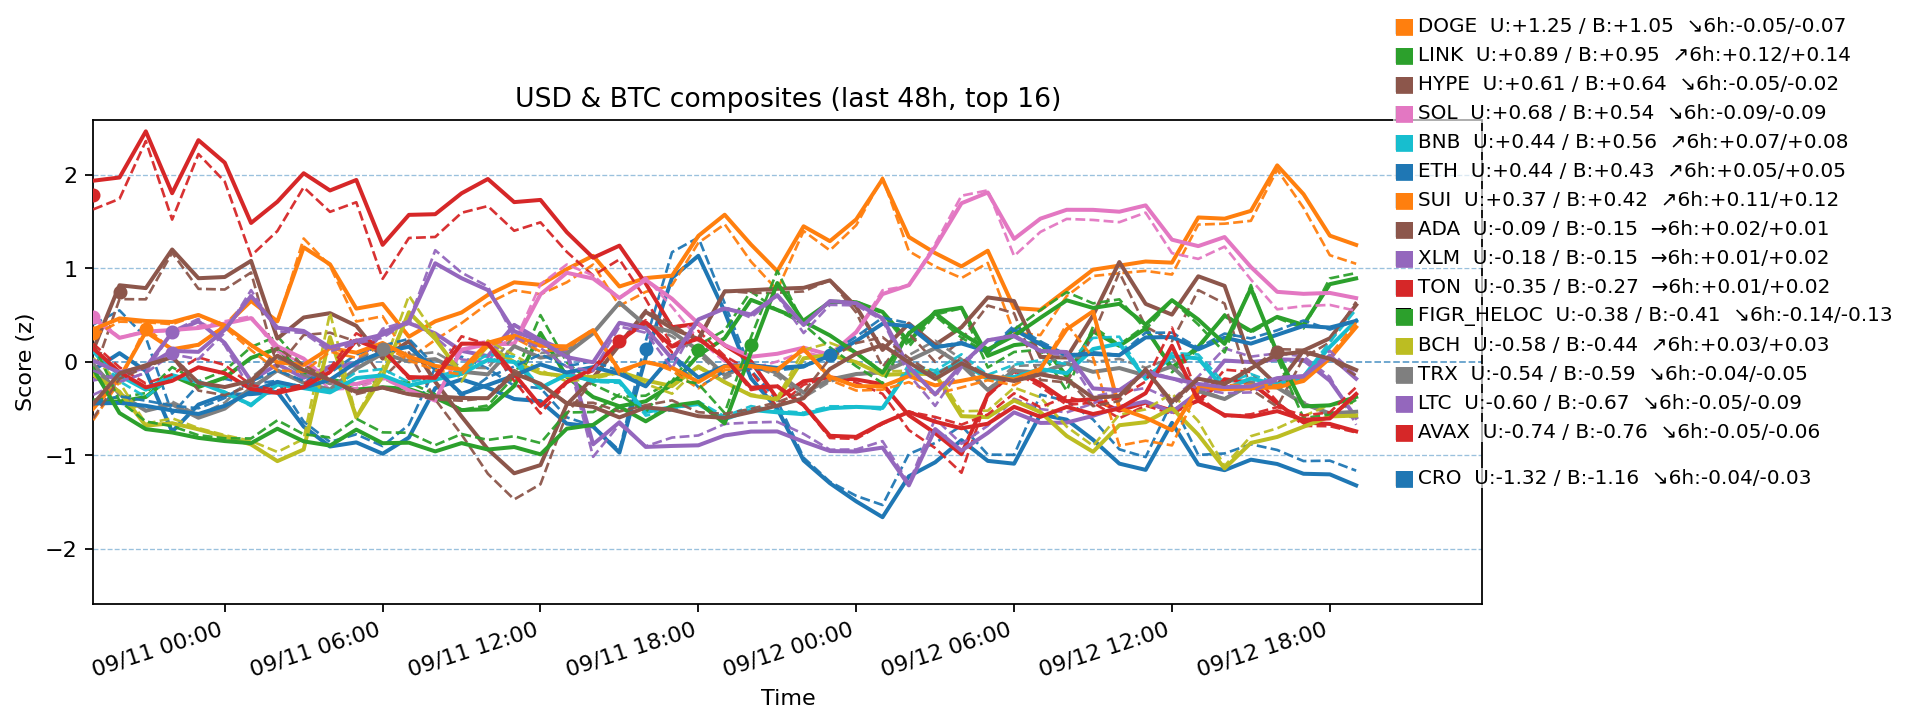 DOGE U:+1.25 / B:+1.05 ↘6h:-0.05/-0.07
LINK U:+0.89 / B:+0.95 ↗6h:+0.12/+0.14
HYPE U:+0.61 / B:+0.64 ↘6h:-0.05/-0.02
USD & BTC composites (last 48h, top 16)
SOL U:+0.68 / B:+0.54 ↘6h:-0.09/-0.09
BNB U:+0.44 / B:+0.56 ↗6h:+0.07/+0.08
ETH U:+0.44 / B:+0.43 ↗6h:+0.05/+0.05
SUI U:+0.37 / B:+0.42 ↗6h:+0.11/+0.12
ADA U:-0.09 / B:-0.15 →6h:+0.02/+0.01
XLM U:-0.18 / B:-0.15 →6h:+0.01/+0.02
TON U:-0.35 / B:-0.27 →6h:+0.01/+0.02
FIGR_HELOC U:-0.38 / B:-0.41 ↘6h:-0.14/-0.13
BCH U:-0.58 / B:-0.44 ↗6h:+0.03/+0.03
TRX U:-0.54 / B:-0.59 ↘6h:-0.04/-0.05
LTC U:-0.60 / B:-0.67 ↘6h:-0.05/-0.09
AVAX U:-0.74 / B:-0.76 ↘6h:-0.05/-0.06
CRO U:-1.32 / B:-1.16 ↘6h:-0.04/-0.03
Score (z)
2
1
0
−1
−2
09/11 00:00
09/11 06:00
09/11 12:00
09/11 18:00
09/12 00:00
09/12 06:00
09/12 12:00
09/12 18:00
Time